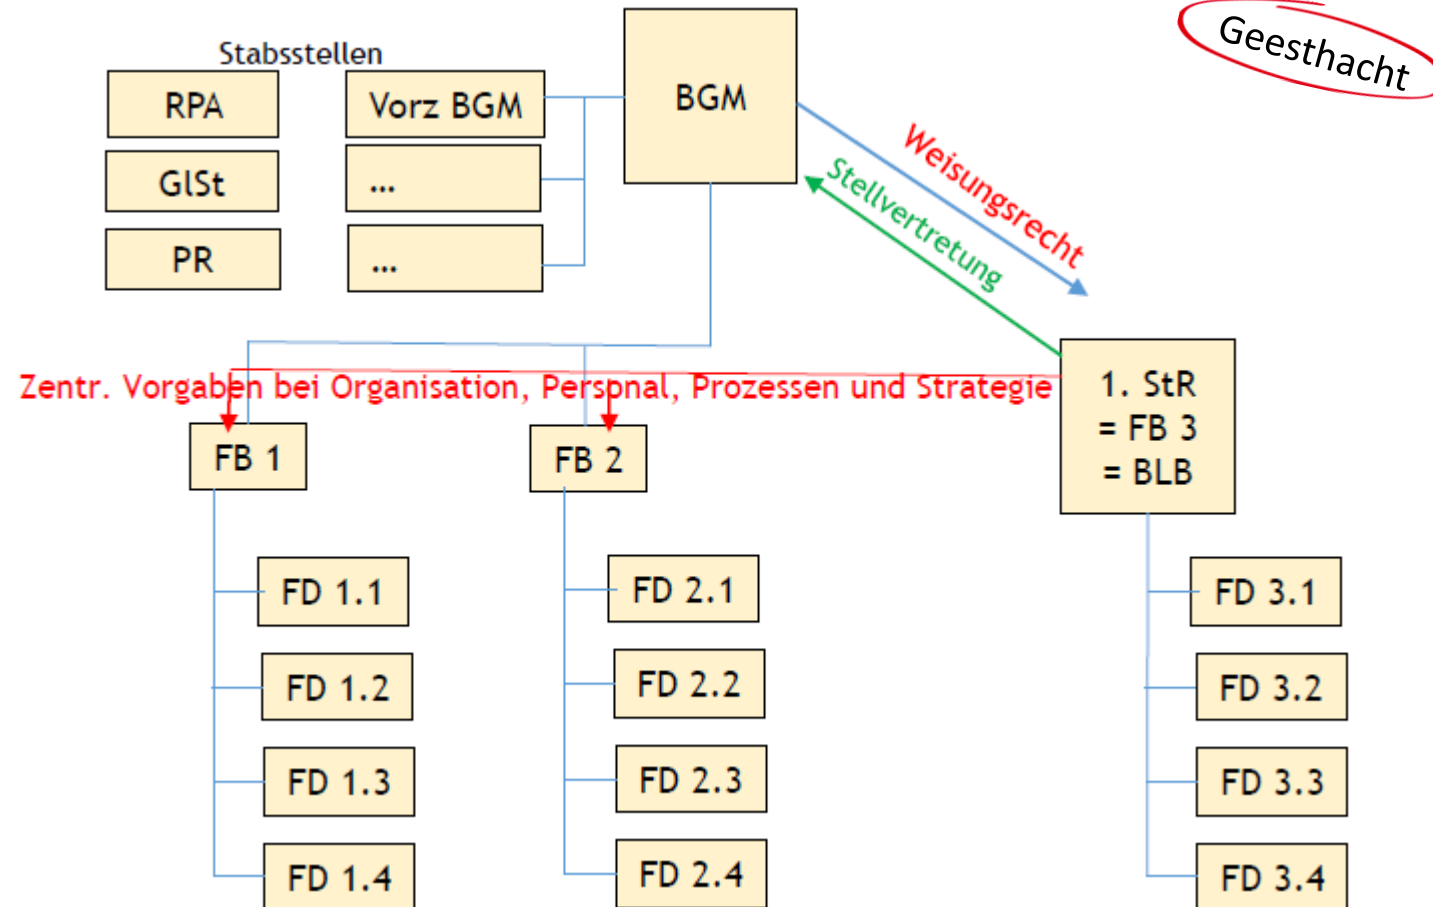 Geesthacht
Stabsstellen
RPA
Vorz BGM
BGM
GlSt
...
PR
...
Weisungsrecht
Stellvertretung
Zentr. Vorgaben bei Organisation, Personal, Prozessen und Strategie
1. StR
= FB 3
= BLB
FB 1
FB 2
FD 1.1
FD 2.1
FD 3.1
FD 1.2
FD 2.2
FD 3.2
FD 1.3
FD 2.3
FD 3.3
FD 1.4
FD 2.4
FD 3.4